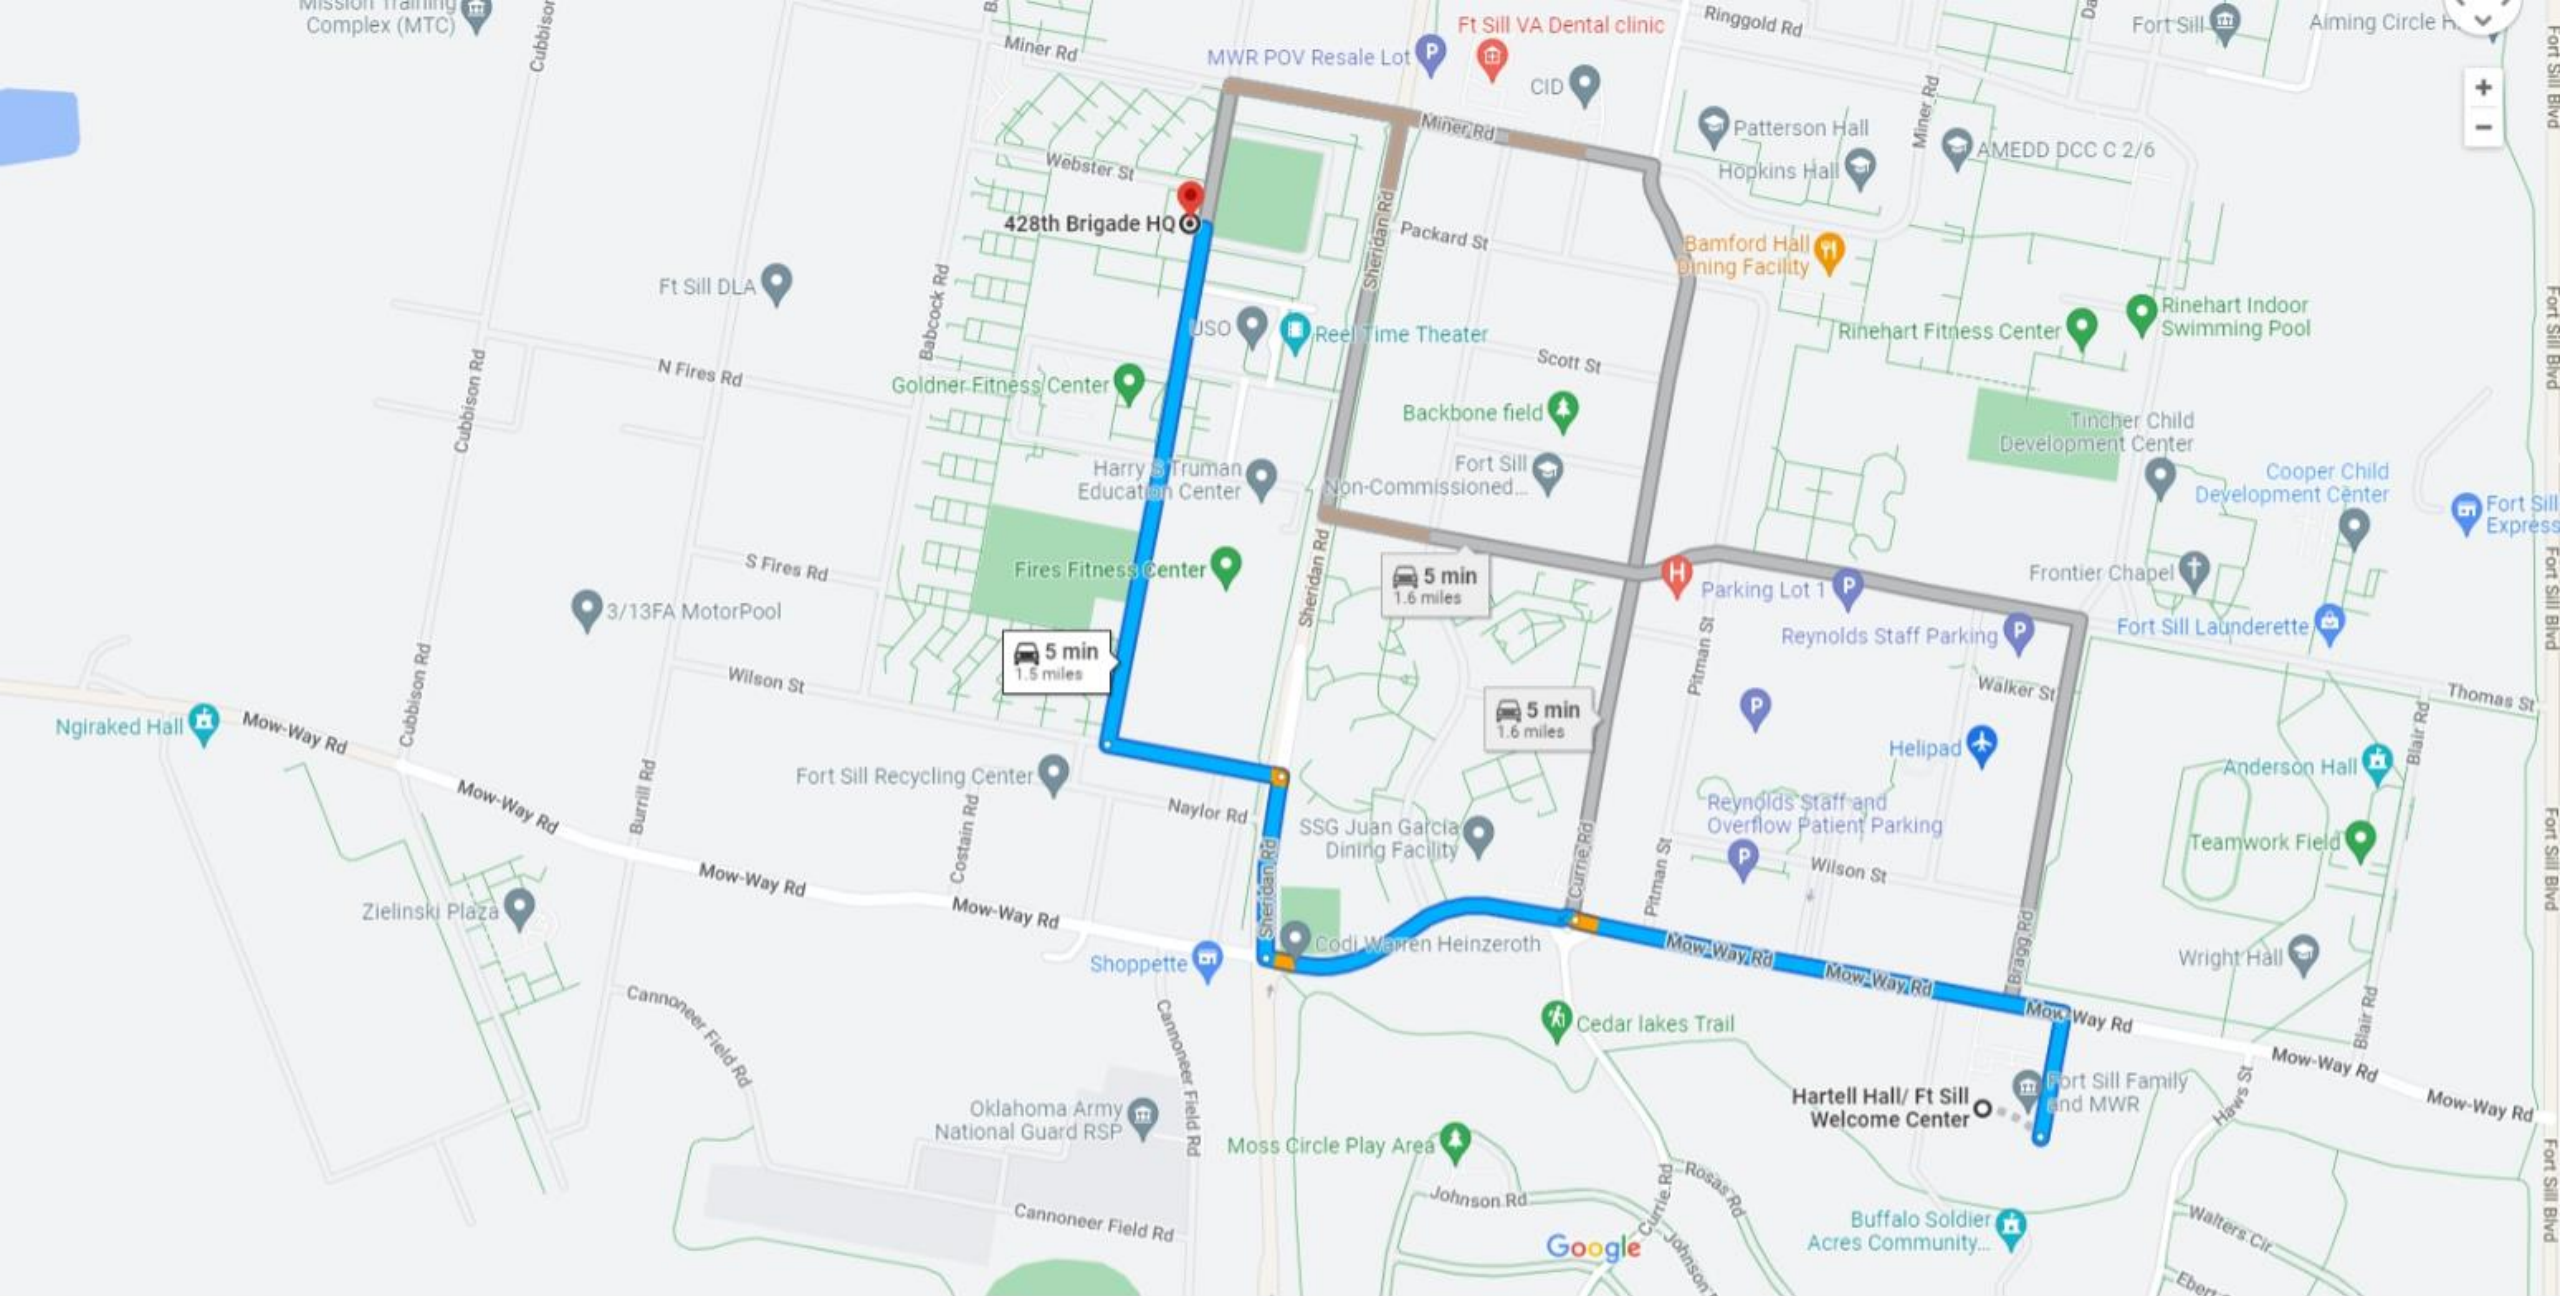 Mission Training
Complex (MTC)
Cubbison
Miner Rd
MWR POV Resale Lot
Ft Sill VA Dental clinic
CID
Ringgold Rd
Fort Sill
Aiming Circle H
Fort Sill Blvd
Miner Rd
Patterson Hall
Hopkins Hall
Miner Rd
AMEDD DCC C 2/6
Webster St
428th Brigade HQ
Sheridan Rd
Packard St
Bamford Hall
Dining Facility
Ft Sill DLA
Babcock Rd
USO
Reel Time Theater
Rinehart Fitness Center
Rinehart Indoor
Swimming Pool
Fort Sill Blvd
N Fires Rd
Cubbison Rd
Goldner Fitness Center
Scott St
Backbone field
Tincher Child
Development Center
Harry S Truman
Education Center
Fort Sill
Non-Commissioned...
Cooper Child
Development Center
Fort Sill
Express
S Fires Rd
Fires Fitness Center
Sheridan Rd
5 min
1.6 miles
H
Parking Lot 1
Reynolds Staff Parking
Frontier Chapel
Fort Sill Launderette
Fort Sill Blvd
3/13FA MotorPool
5 min
1.5 miles
Pitman St
Walker St
Thomas St
Wilson St
Cubbison Rd
5 min
1.6 miles
Ngiraked Hall
Mow-Way Rd
Helipad
Blair Rd
Anderson Hall
Fort Sill Recycling Center
Burrill Rd
Mow-Way Rd
Costain Rd
Naylor Rd
SSG Juan Garcia
Dining Facility
Reynolds Staff and
Overflow Patient Parking
Teamwork Field
Fort Sill Blvd
Sheridan Rd
Currie Rd
Pitman St
Wilson St
Mow-Way Rd
Zielinski Plaza
Mow-Way Rd
Codi Warren Heinzeroth
Mow-Way Rd
Mow-Way Rd
Bragg Rd
Wright Hall
Shoppette
Cannoneer Field Rd
Cannoneer Field Rd
Cedar lakes Trail
Mow-Way Rd
Blair Rd
Mow-Way Rd
Mow-Way Rd
Hartell Hall/ Ft Sill
Welcome Center
Fort Sill Family
and MWR
Haws St
Oklahoma Army
National Guard RSP
Moss Circle Play Area
Johnson Rd
Currie Rd
Rosas Rd
Johnson
Fort Sill Blvd
Cannoneer Field Rd
Google
Buffalo Soldier
Acres Community...
Walters Cir
Eber